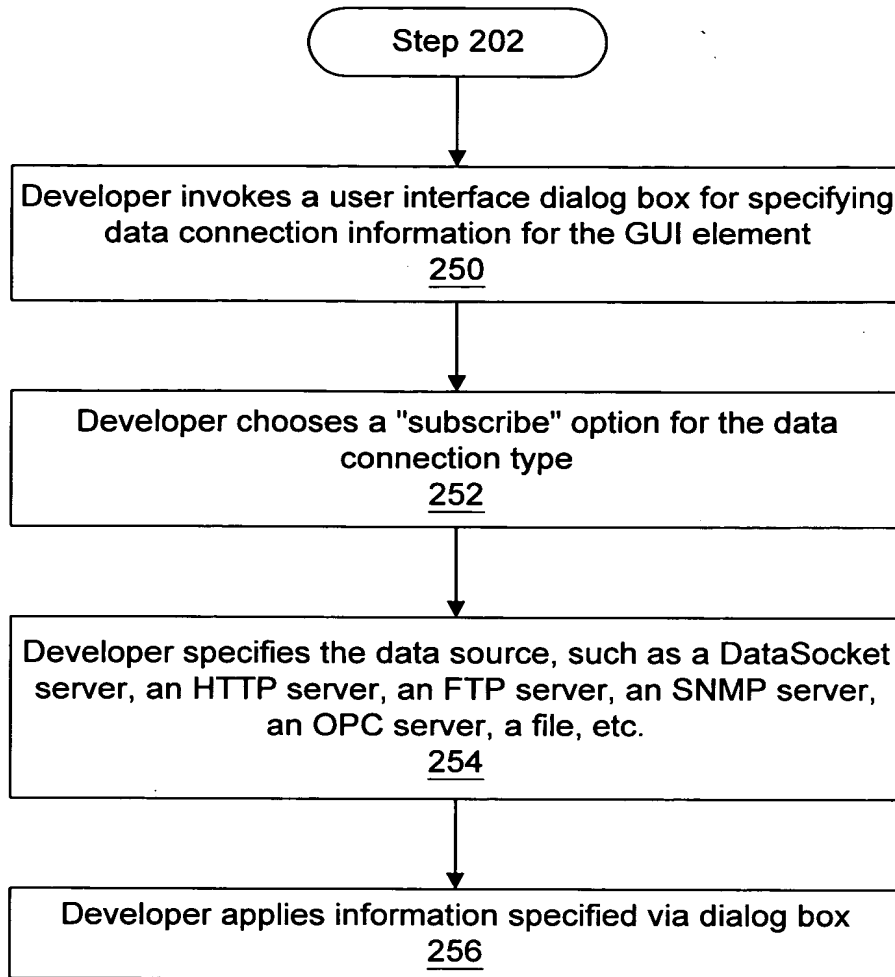 Step 202
Developer invokes a user interface dialog box for specifying
data connection information for the GUI element
250
Developer chooses a "subscribe" option for the data
connection type
252
Developer specifies the data source, such as a DataSocket
server, an HTTP server, an FTP server, an SNMP server,
an OPC server, a file, etc.
254
Developer applies information specified via dialog box
256